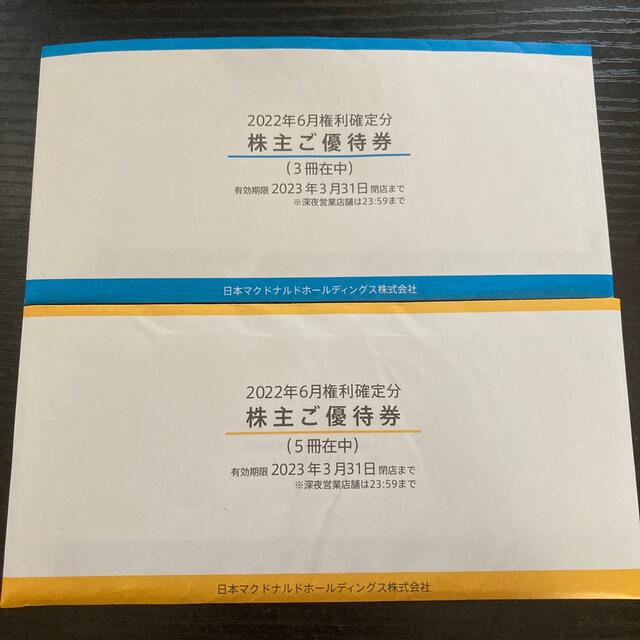 2022年6月権利確定分
株主ご優待券
(3冊在中)
有効期限 2023年3月31日 閉店まで
※深夜営業店舗は23:59まで
日本マクドナルドホールディングス株式会社
2022年6月権利確定分
株主ご優待券
(5冊在中)
有効期限 2023年3月31日 閉店まで
※深夜営業店舗は23:59まで
日本マクドナルドホールディングス株式会社